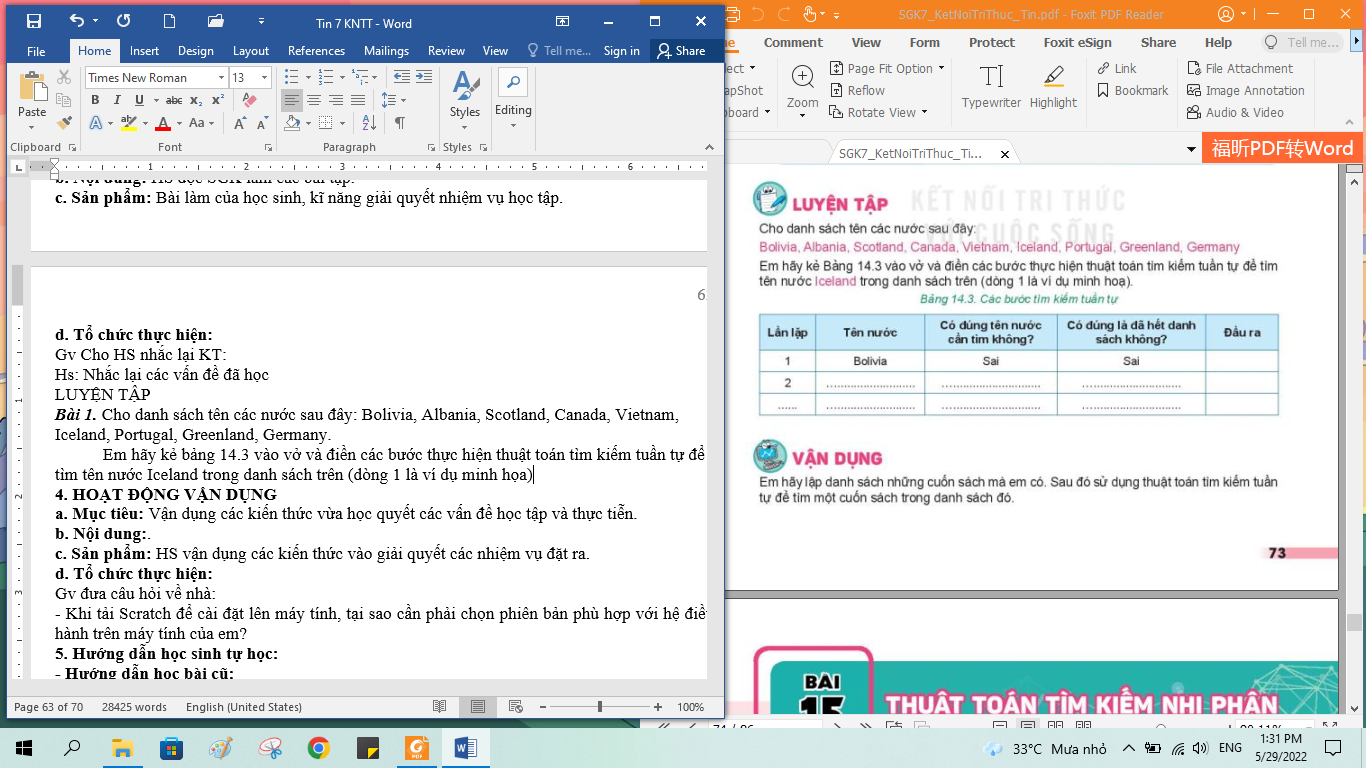 Tin 7 KNTT - Word
File
Home
Insert
Design
Layout
References
Mailings
Review
View
Tell me...
Sign in
Share
Paste
Times New Roman
13
Styles
Editing
Clipboard
Font
Paragraph
Styles
c. Sản phẩm: Bài làm của học sinh, kĩ năng giải quyết nhiệm vụ học tập.
d. Tổ chức thực hiện:
Gv Cho HS nhắc lại KT:
Hs: Nhắc lại các vấn đề đã học
LUYỆN TẬP
Bài 1. Cho danh sách tên các nước sau đây: Bolivia, Albania, Scotland, Canada, Vietnam,
Iceland, Portugal, Greenland, Germany.
Em hãy kẻ bảng 14.3 vào vở và điền các bước thực hiện thuật toán tìm kiếm tuần tự để
tìm tên nước Iceland trong danh sách trên (dòng 1 là ví dụ minh họa)
4. HOẠT ĐỘNG VẬN DỤNG
a. Mục tiêu: Vận dụng các kiến thức vừa học quyết các vấn đề học tập và thực tiễn.
b. Nội dung:.
c. Sản phẩm: HS vận dụng các kiến thức vào giải quyết các nhiệm vụ đặt ra.
d. Tổ chức thực hiện:
Gv đưa câu hỏi về nhà:
- Khi tải Scratch để cài đặt lên máy tính, tại sao cần phải chọn phiên bản phù hợp với hệ điề
hành trên máy tính của em?
5. Hướng dẫn học sinh tự học:
- Hướng dẫn học bài cũ:
Page 63 of 70
28425 words
English (United States)
100%
SGK7_KetNoiTriThuc_Tin.pdf - Foxit PDF Reader
Comment
View
Form
Protect
Foxit eSign
Share
Help
Tell me...
Zoom
Page Fit Option
Reflow
Rotate View
Typewriter
Highlight
Link
Bookmark
File Attachment
Image Annotation
Audio & Video
SGK7_KetNoiTriThuc_Ti...
福昕PDF转Word
KẾT NỐI TRI THỨC
VỚI CUỘC SỐNG
LUYỆN TẬP
Cho danh sách tên các nước sau đây:
Bolivia, Albania, Scotland, Canada, Vietnam, Iceland, Portugal, Greenland, Germany
Em hãy kẻ Bảng 14.3 vào vở và điền các bước thực hiện thuật toán tìm kiếm tuần tự để tìm
tên nước Iceland trong danh sách trên (dòng 1 là ví dụ minh hoạ).
Bảng 14.3. Các bước tìm kiếm tuần tự
Lần lặp
Tên nước
Có đúng tên nước
cần tìm không?
Có đúng là đã hết danh
sách không?
Đầu ra
1 Bolivia Sai Sai
2 ........................... ........................... ...........................
...... ........................... ........................... ...........................
VẬN DỤNG
Em hãy lập danh sách những cuốn sách mà em có. Sau đó sử dụng thuật toán tìm kiếm tuần
tự để tìm một cuốn sách trong danh sách đó.
73
BÀI
15
THUẬT TOÁN TÌM KIẾM NHỊ PHÂN
33°C Mưa nhỏ
ENG
1:31 PM
5/29/2022